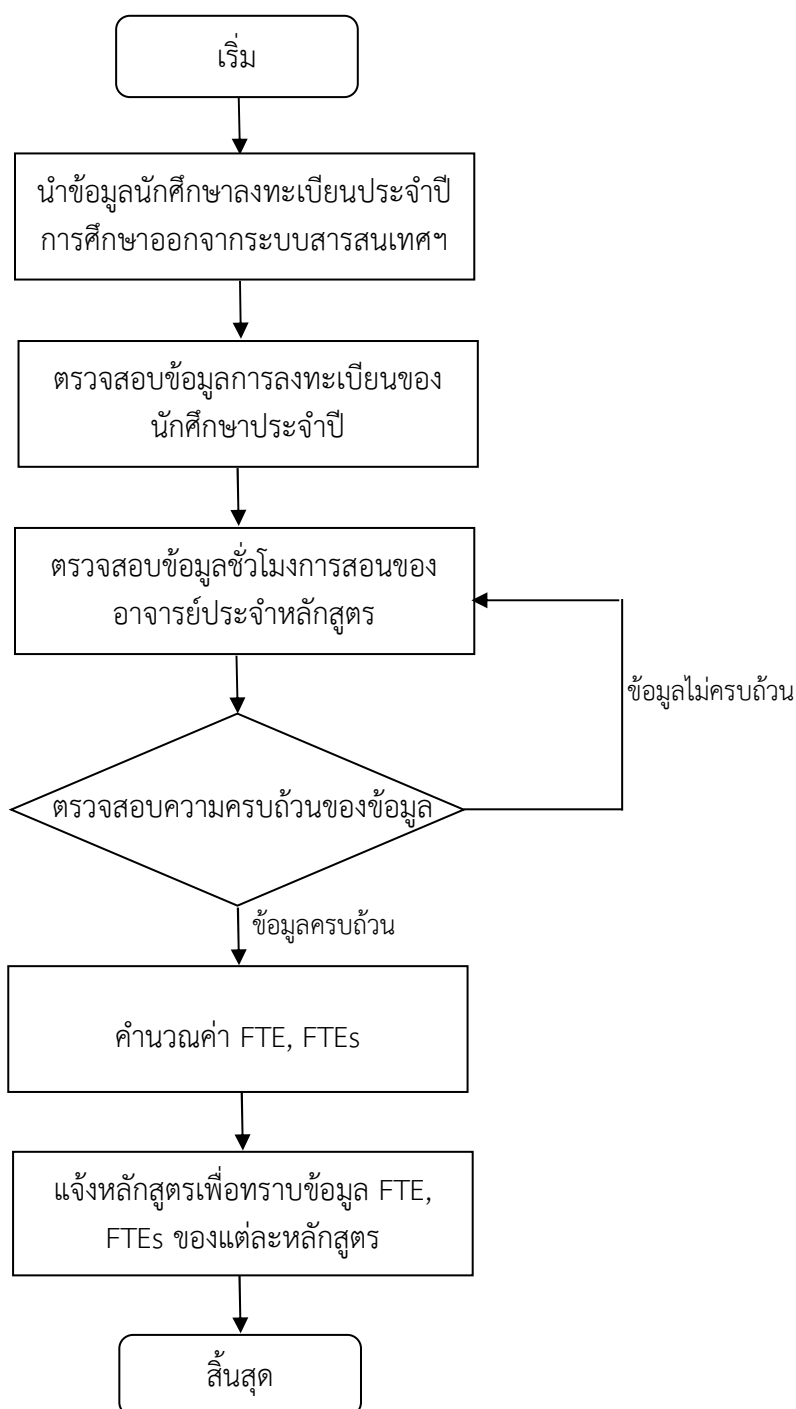 เริ่ม
นำข้อมูลนักศึกษาลงทะเบียนประจำปี
การศึกษาออกจากระบบสารสนเทศฯ
ตรวจสอบข้อมูลการลงทะเบียนของ
นักศึกษาประจำปี
ตรวจสอบข้อมูลชั่วโมงการสอนของ
อาจารย์ประจำหลักสูตร
ข้อมูลไม่ครบถ้วน
ตรวจสอบความครบถ้วนของข้อมูล
ข้อมูลครบถ้วน
คำนวณค่า FTE, FTEs
แจ้งหลักสูตรเพื่อทราบข้อมูล FTE,
FTEs ของแต่ละหลักสูตร
สิ้นสุด